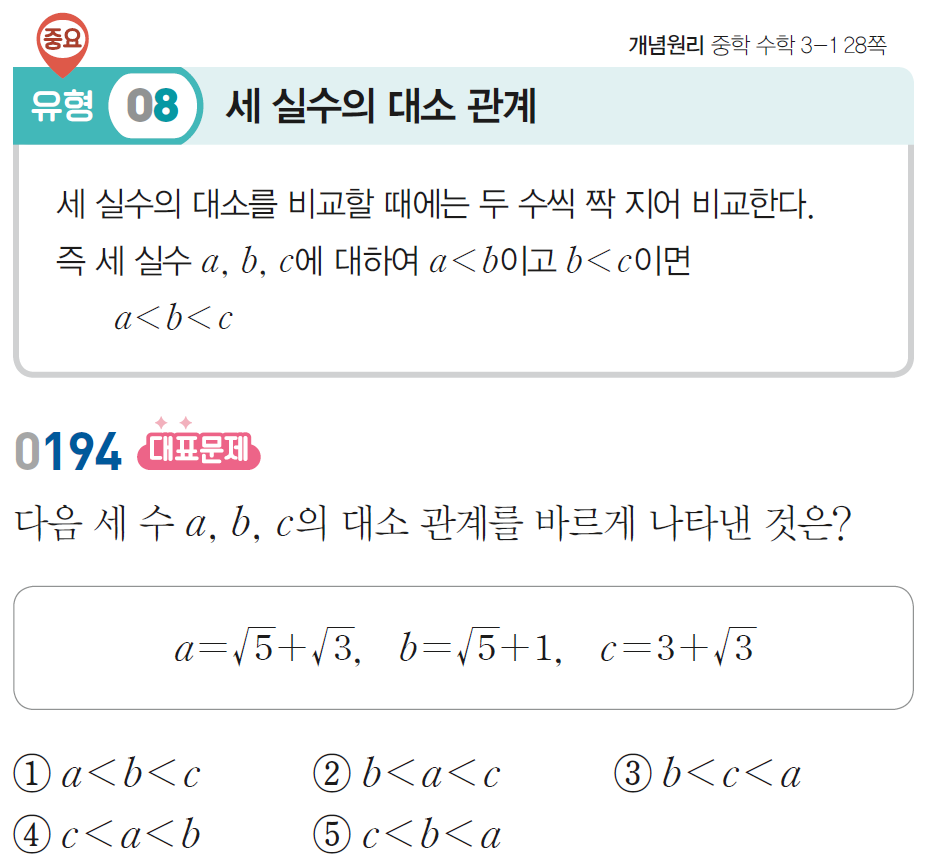 중요
개념원리 중학 수학 3-1 28쪽
유형 08 세 실수의 대소 관계
세 실수의 대소를 비교할 때에는 두 수씩 짝 지어 비교한다.
즉 세 실수 a, b, c에 대하여 a<b이고 b<c이면
a<b<c
0194 대표문제
다음 세 수 a, b, c의 대소 관계를 바르게 나타낸 것은?
a=√5+√3, b=√5+1, c=3+√3
① a<b<c ② b<a<c ③ b<c<a
④ c<a<b ⑤ c<b<a